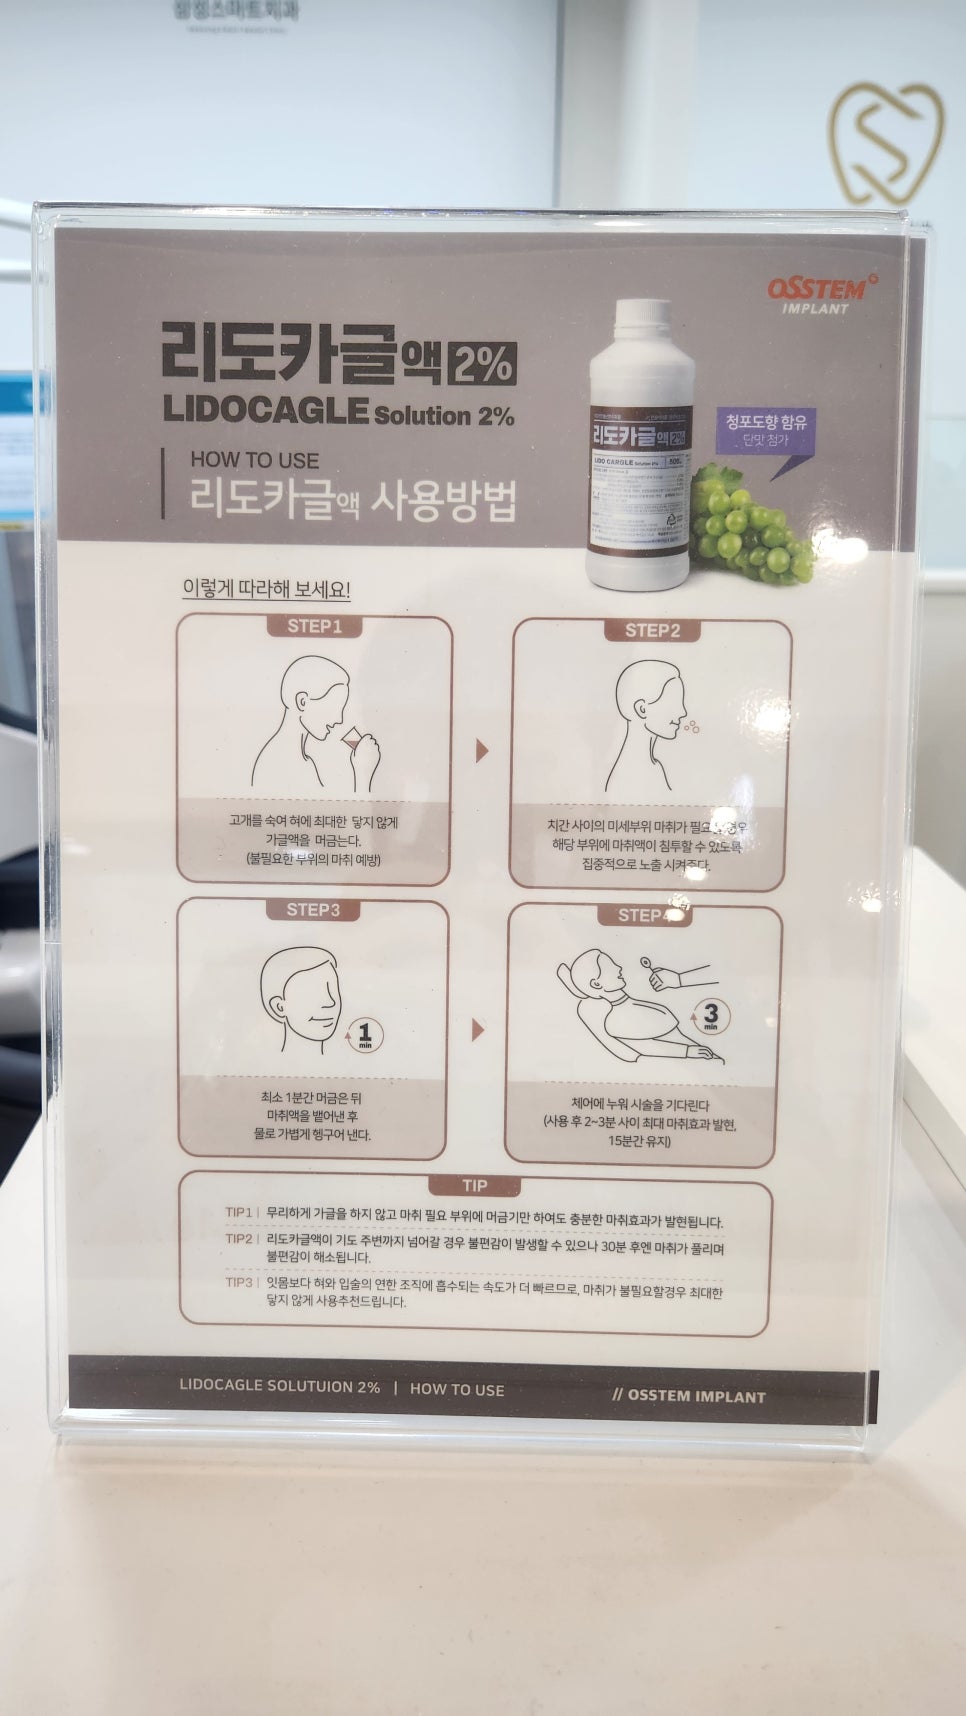 스마트치과
OSSTEM
IMPLANT
리도카글액 2%
LIDOCAGLE Solution 2%
HOW TO USE
리도카글액 사용방법
리도카글액 2%
LIDO CARGLE Solution 2%
청포도향 함유
단맛 첨가
이렇게 따라해 보세요!
STEP1
고개를 숙여 혀에 최대한 닿지 않게
가글액을 머금는다.
(불필요한 부위의 마취 예방)
STEP2
치간 사이의 미세부위 마취가 필요 경우
해당 부위에 마취액이 침투할 수 있도록
집중적으로 노출 시켜준다.
STEP3
1
min
최소 1분간 머금은 뒤
마취액을 뱉어낸 후
물로 가볍게 헹구어 낸다.
STEP4
3
min
체어에 누워 시술을 기다린다
(사용 후 2~3분 사이 최대 마취효과 발현,
15분간 유지)
TIP
TIP1 | 무리하게 가글을 하지 않고 마취 필요 부위에 머금기만 하여도 충분한 마취효과가 발현됩니다.
TIP2 | 리도카글액이 기도 주변까지 넘어갈 경우 불편감이 발생할 수 있으나 30분 후엔 마취가 풀리며
불편감이 해소됩니다.
TIP3 | 잇몸보다 혀와 입술의 연한 조직에 흡수되는 속도가 더 빠르므로, 마취가 불필요할경우 최대한
닿지 않게 사용추천드립니다.
LIDOCAGLE SOLUTUION 2% | HOW TO USE
// OSSTEM IMPLANT